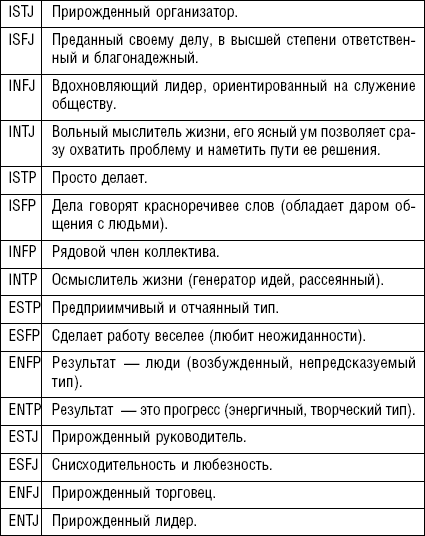 ISTJ Прирожденный организатор.
ISFJ Преданный своему делу, в высшей степени ответствен-
ный и благонадежный.
INFJ Вдохновляющий лидер, ориентированный на служение
обществу.
INTJ Вольный мыслитель жизни, его ясный ум позволяет сра-
зу охватить проблему и наметить пути ее решения.
ISTP Просто делает.
ISFP Дела говорят красноречивее слов (обладает даром об-
щения с людьми).
INFP Рядовой член коллектива.
INTP Осмыслитель жизни (генератор идей, рассеянный).
ESTP Предприимчивый и отчаянный тип.
ESFP Сделает работу веселее (любит неожиданности).
ENFP Результат — люди (возбужденный, непредсказуемый
тип).
ENTP Результат — это прогресс (энергичный, творческий тип).
ESTJ Прирожденный руководитель.
ESFJ Снисходительность и любезность.
ENFJ Прирожденный торговец.
ENTJ Прирожденный лидер.